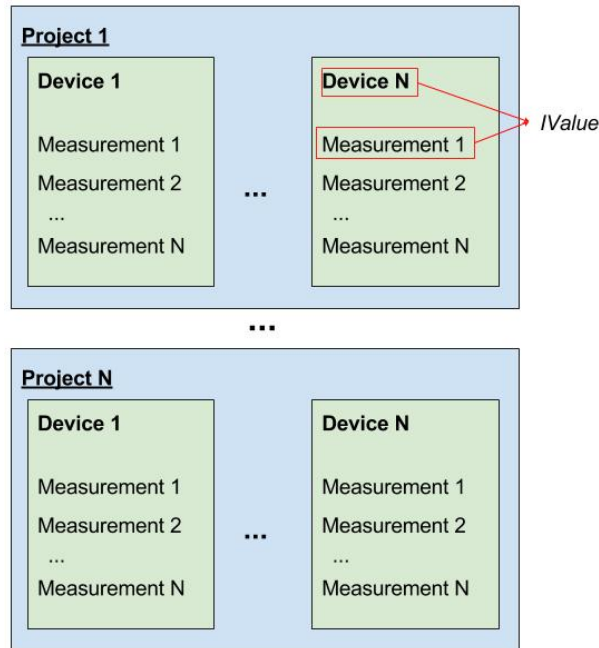 Project 1
Device 1
Measurement 1
Measurement 2
...
Measurement N
...
Device N
Measurement 1
Measurement 2
...
Measurement N
IValue
...
Project N
Device 1
Measurement 1
Measurement 2
...
Measurement N
...
Device N
Measurement 1
Measurement 2
...
Measurement N